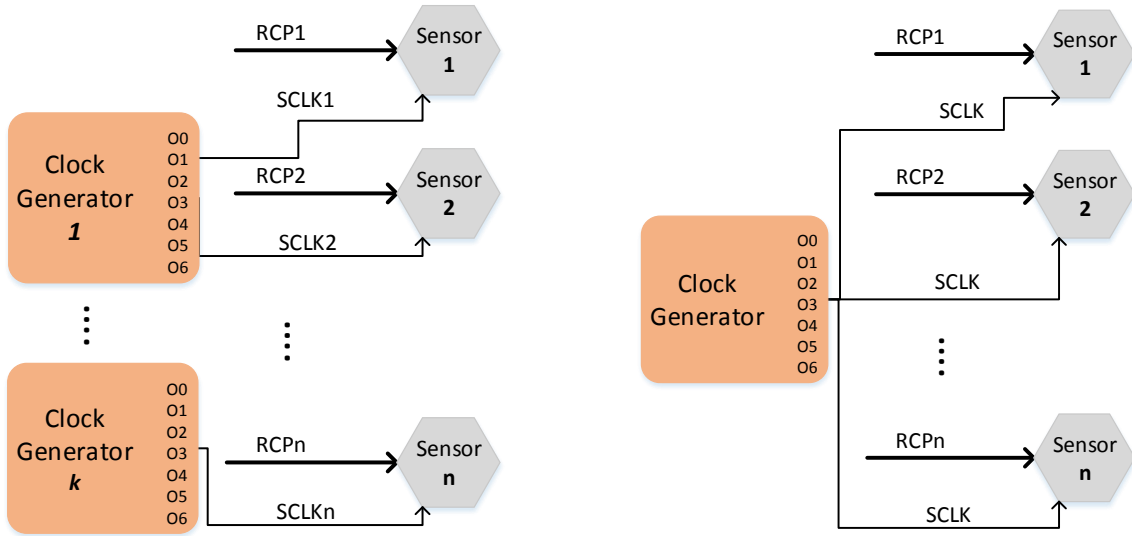 RCP1
Sensor
1
SCLK1
Clock
Generator
1
O0
O1
O2
O3
O4
O5
O6
RCP2
Sensor
2
SCLK2
Clock
Generator
k
O0
O1
O2
O3
O4
O5
O6
RCPn
Sensor
n
SCLKn
RCP1
Sensor
1
SCLK
RCP2
Sensor
2
SCLK
Clock
Generator
O0
O1
O2
O3
O4
O5
O6
RCPn
Sensor
n
SCLK